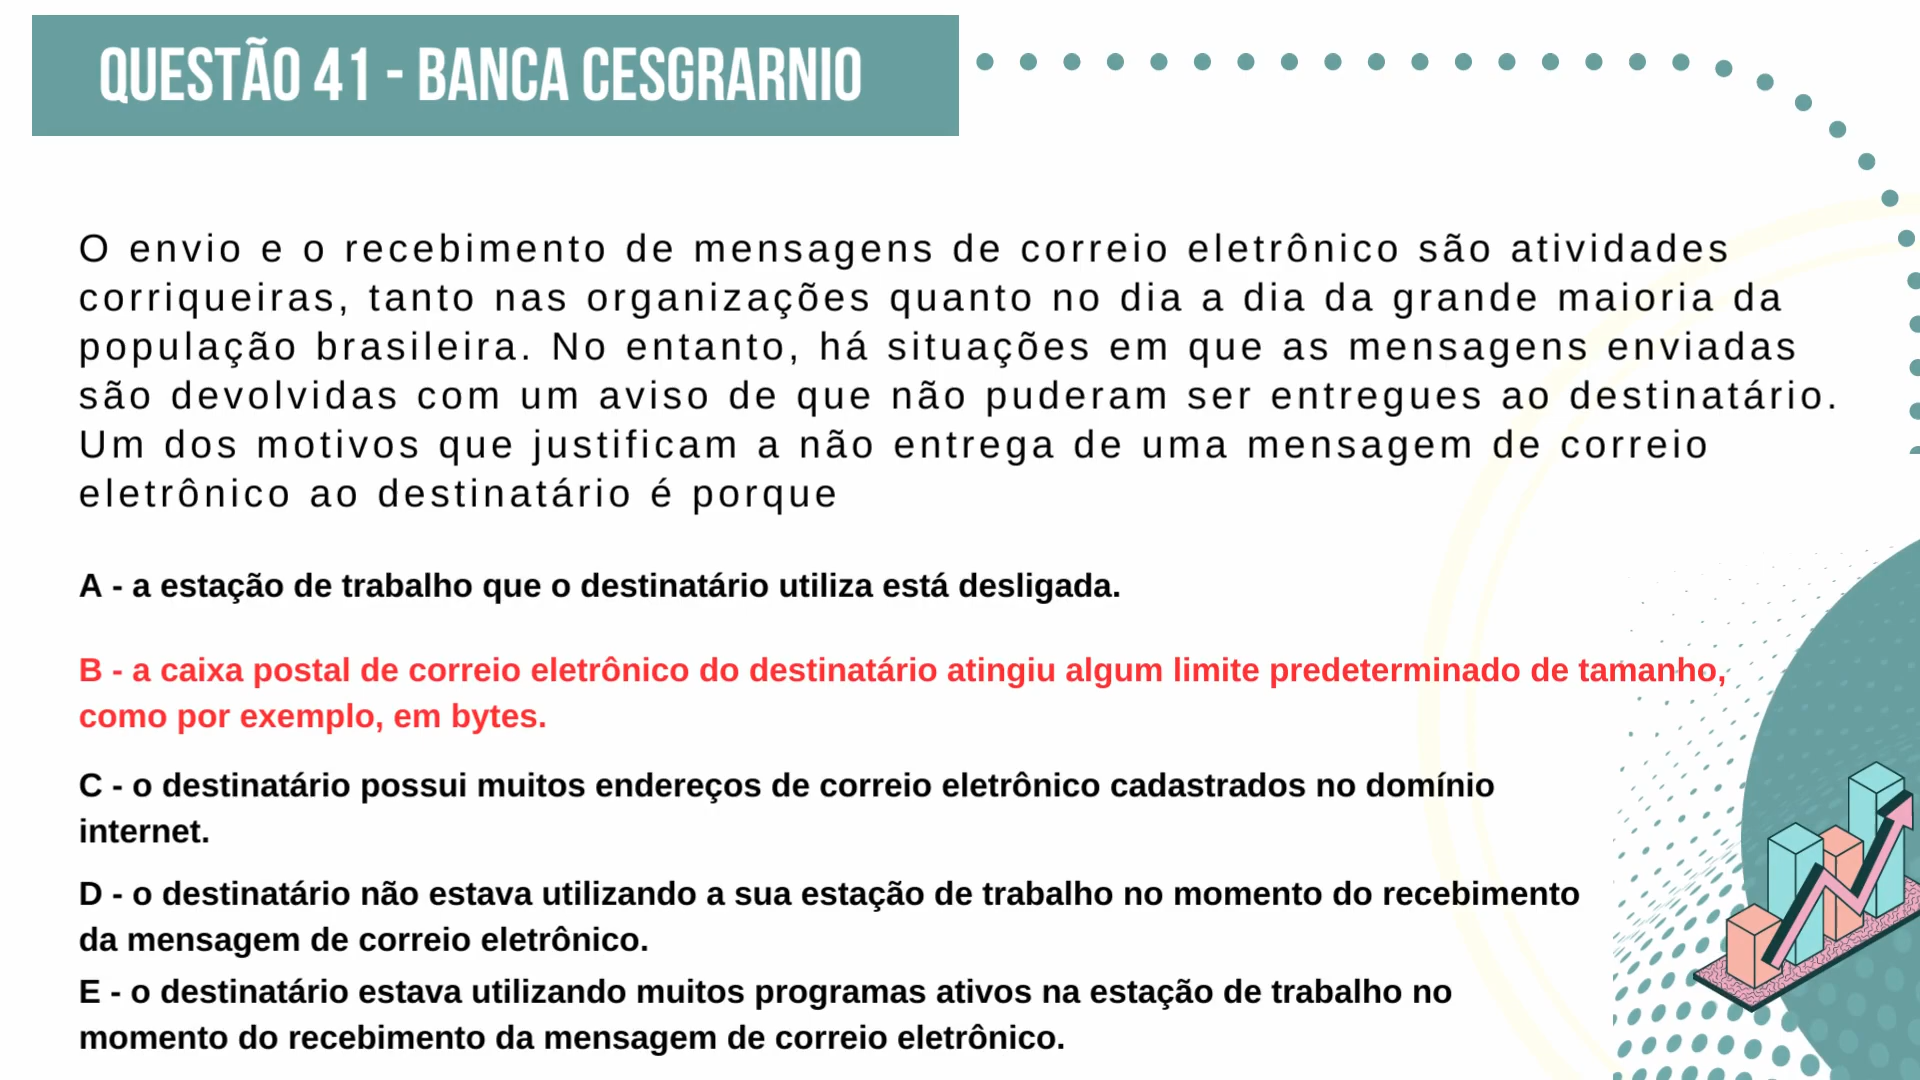 QUESTÃO 41 - BANCA CESGRARNIO
O envio e o recebimento de mensagens de correio eletrônico são atividades
corriqueiras, tanto nas organizações quanto no dia a dia da grande maioria da
população brasileira. No entanto, há situações em que as mensagens enviadas
são devolvidas com um aviso de que não puderam ser entregues ao destinatário.
Um dos motivos que justificam a não entrega de uma mensagem de correio
eletrônico ao destinatário é porque
A - a estação de trabalho que o destinatário utiliza está desligada.
B - a caixa postal de correio eletrônico do destinatário atingiu algum limite predeterminado de tamanho,
como por exemplo, em bytes.
C - o destinatário possui muitos endereços de correio eletrônico cadastrados no domínio
internet.
D - o destinatário não estava utilizando a sua estação de trabalho no momento do recebimento
da mensagem de correio eletrônico.
E - o destinatário estava utilizando muitos programas ativos na estação de trabalho no
momento do recebimento da mensagem de correio eletrônico.